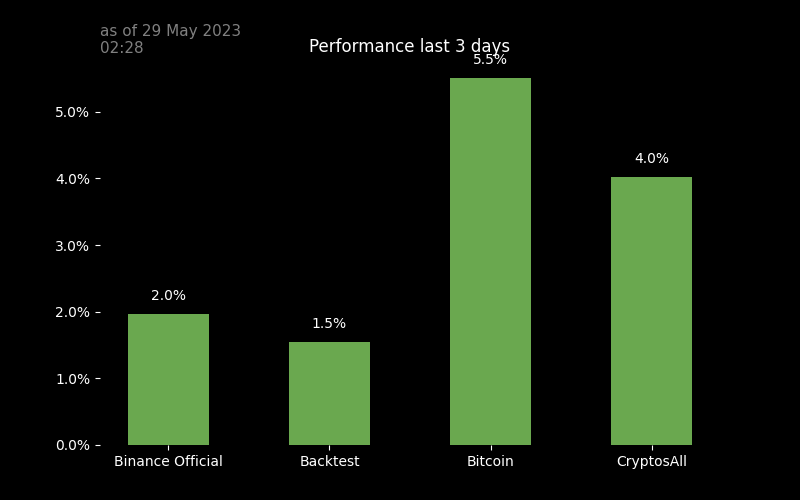 as of 29 May 2023
02:28
Performance last 3 days
5.5%
5.0%
4.0%
4.0%
3.0%
2.0%
2.0%
1.5%
1.0%
0.0%
Binance Official
Backtest
Bitcoin
CryptosAll